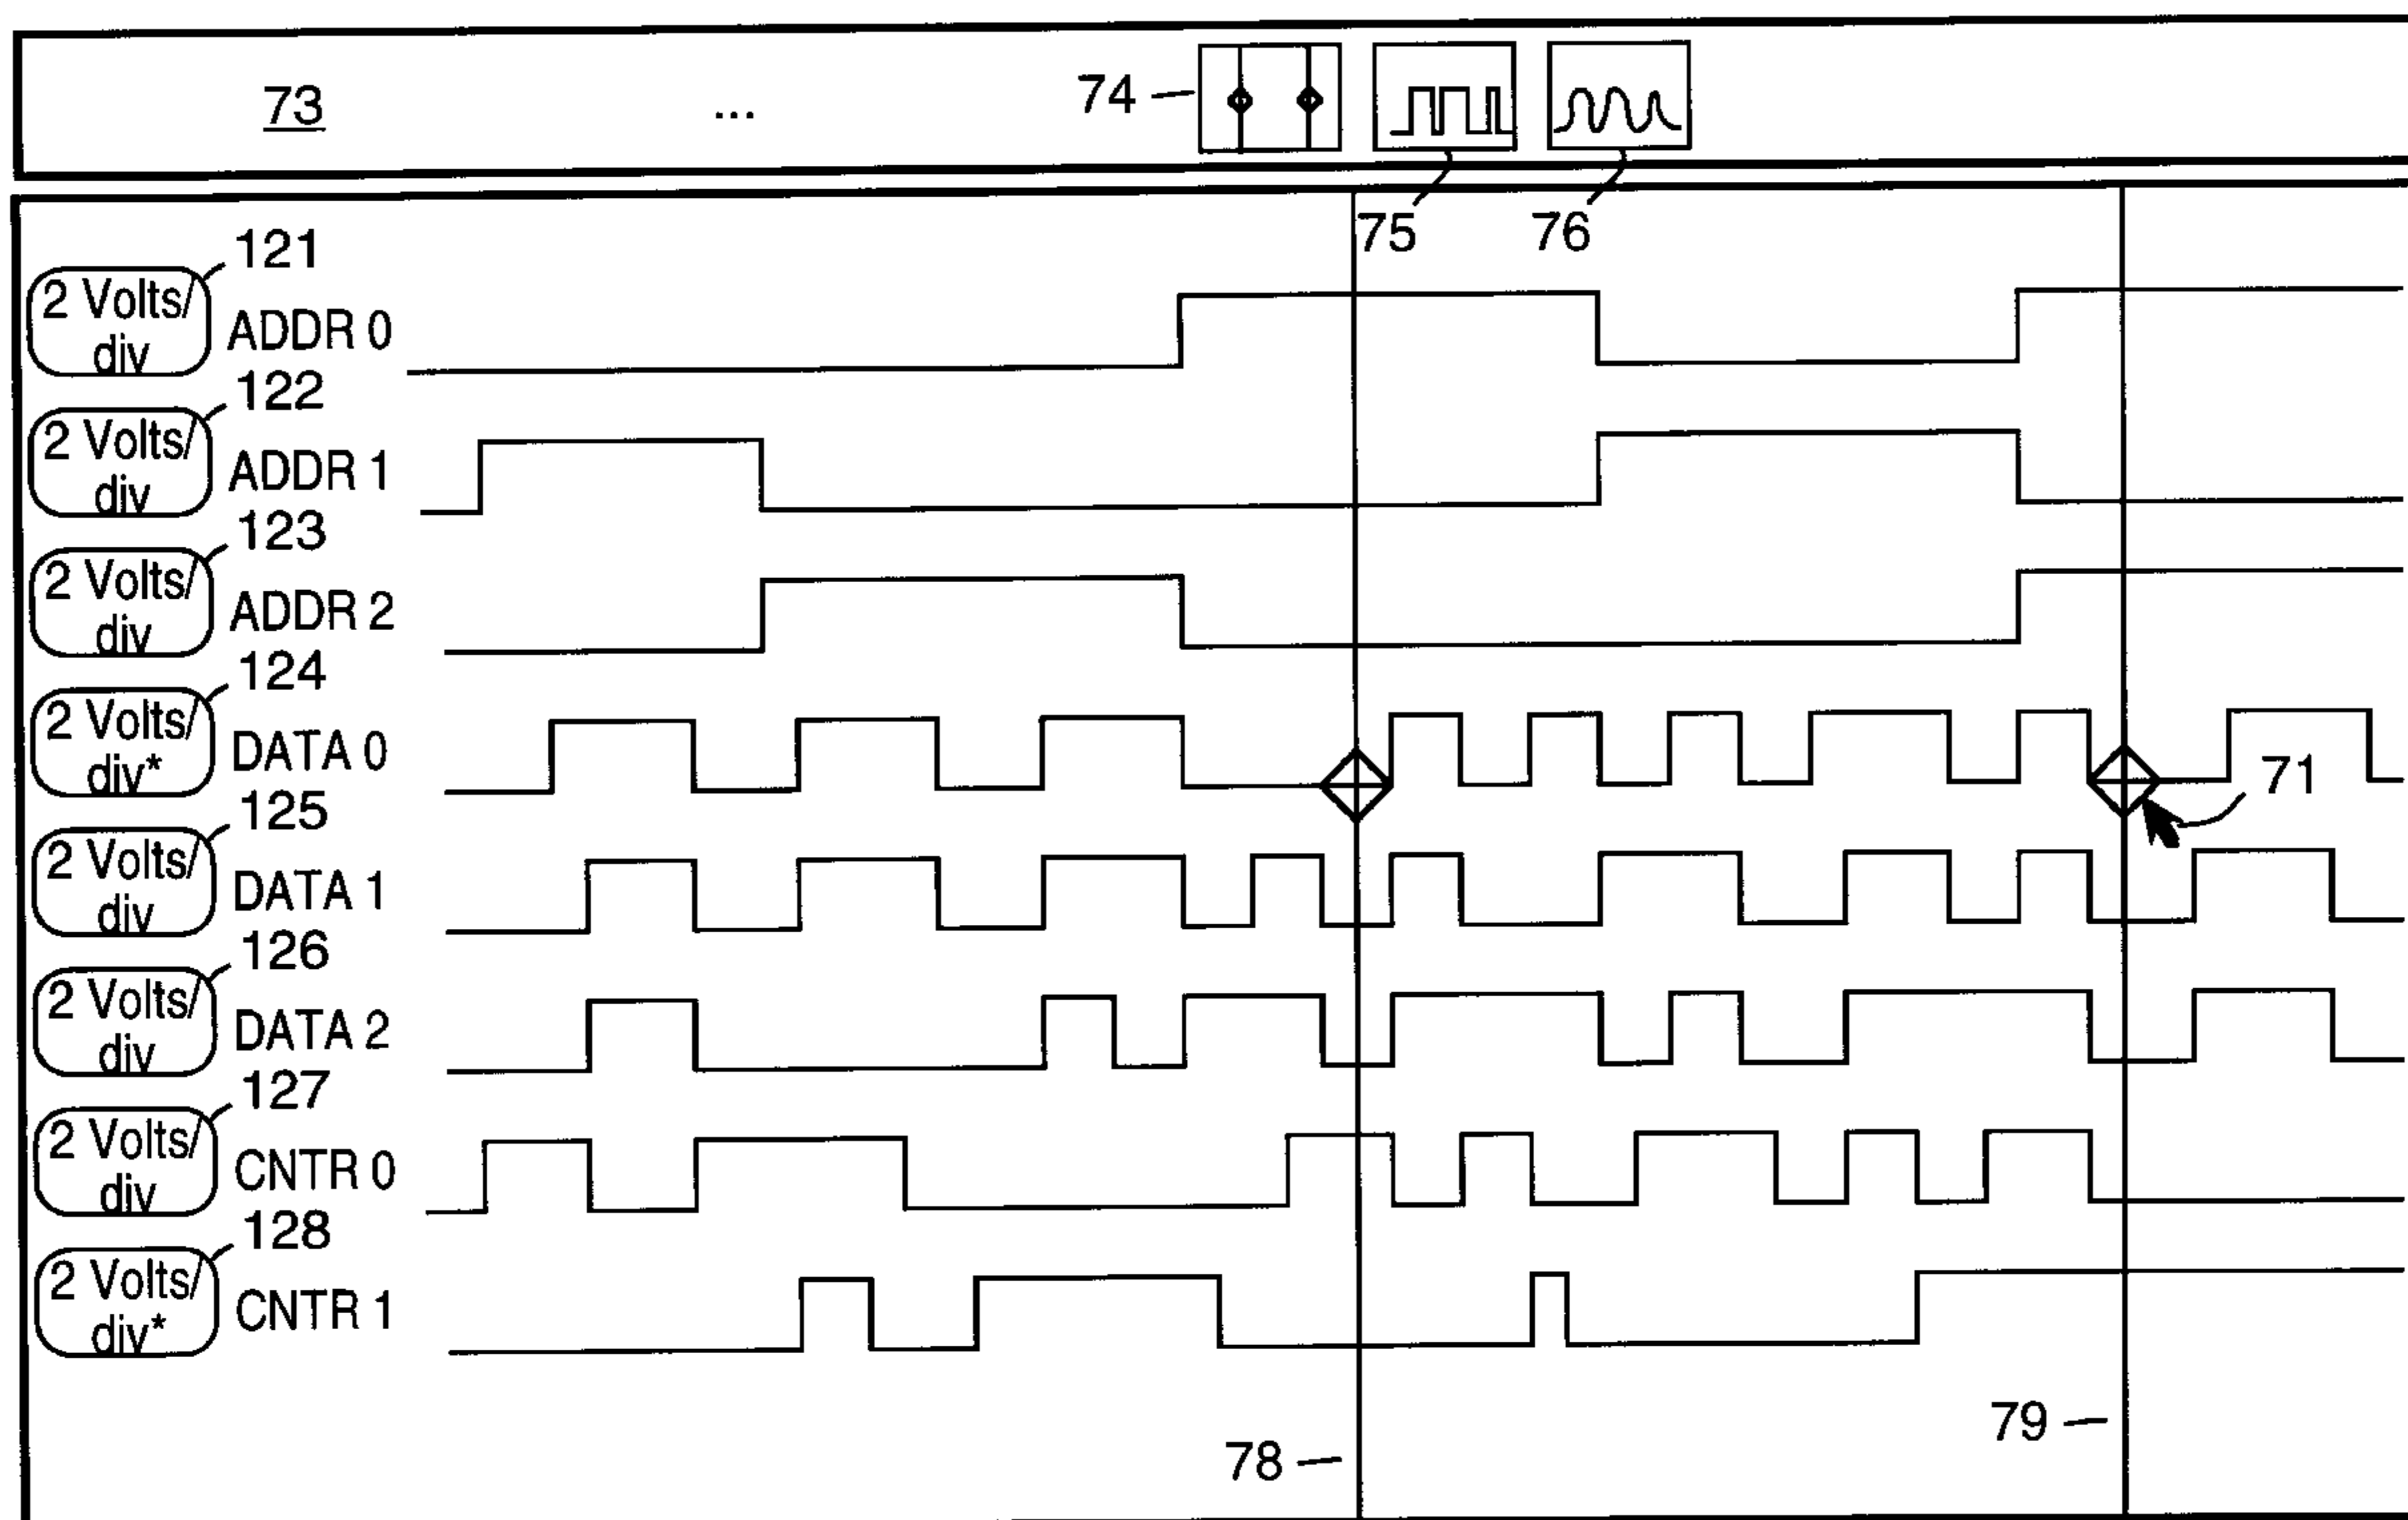 73
...
74
75
76
121
2 Volts/
div
ADDR 0
122
2 Volts/
div
ADDR 1
123
2 Volts/
div
ADDR 2
124
2 Volts/
div*
DATA 0
71
125
2 Volts/
div
DATA 1
126
2 Volts/
div
DATA 2
127
2 Volts/
div
CNTR 0
128
2 Volts/
div*
CNTR 1
79
78